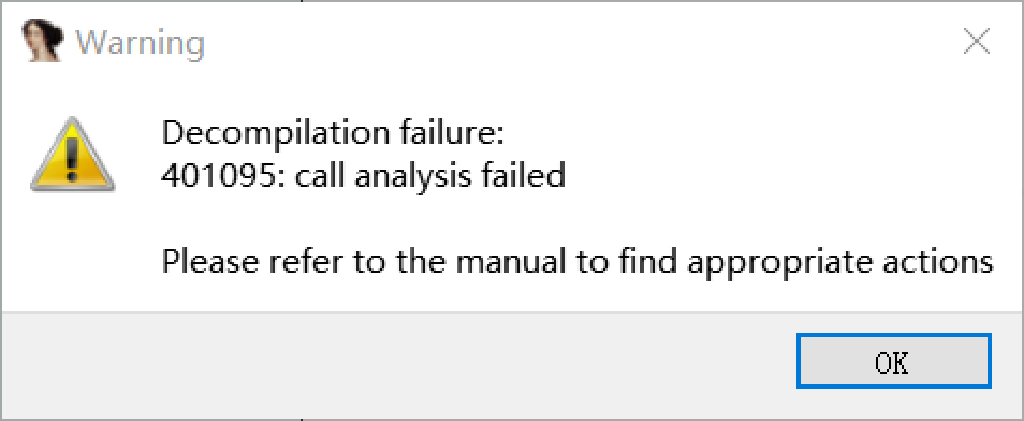 Warning
Decompilation failure:
401095: call analysis failed
Please refer to the manual to find appropriate actions
OK